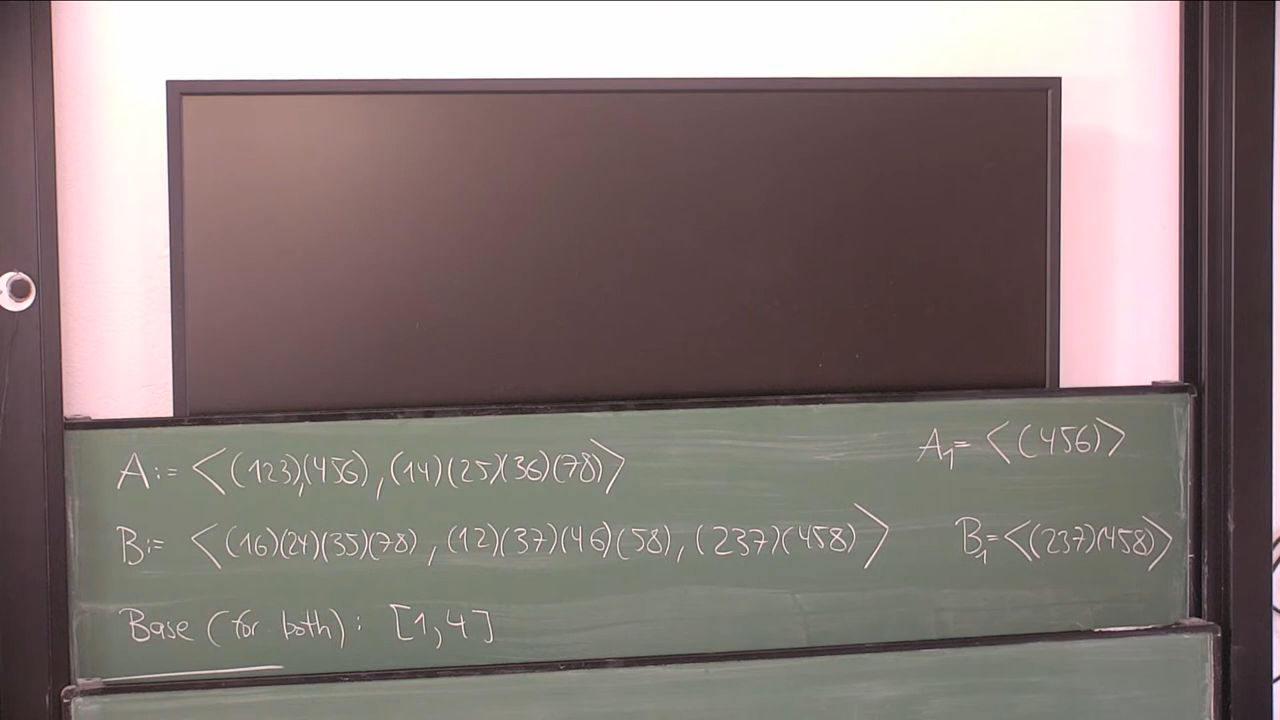 A := <(123),(456), (14)(25)(36)(78)>
A₁ = <(456)>
B := <(16)(24)(35)(78), (12)(37)(46)(58), (237)(458)>
B₁ = <(237)(458)>
Base (for both): [1,4]